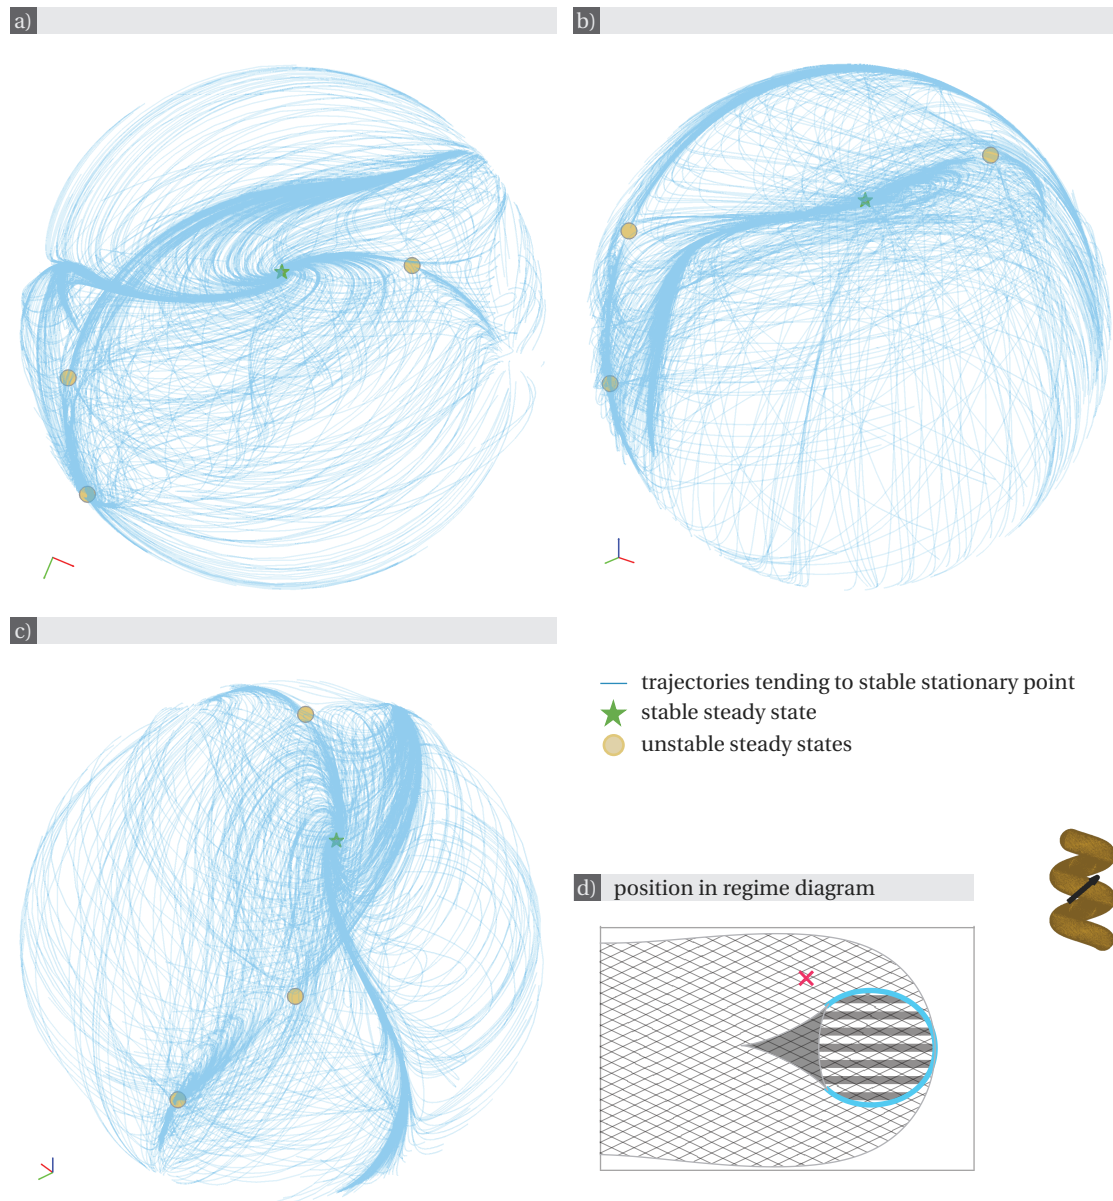 a)
b)
c)
trajectories tending to stable stationary point
stable steady state
unstable steady states
d) position in regime diagram